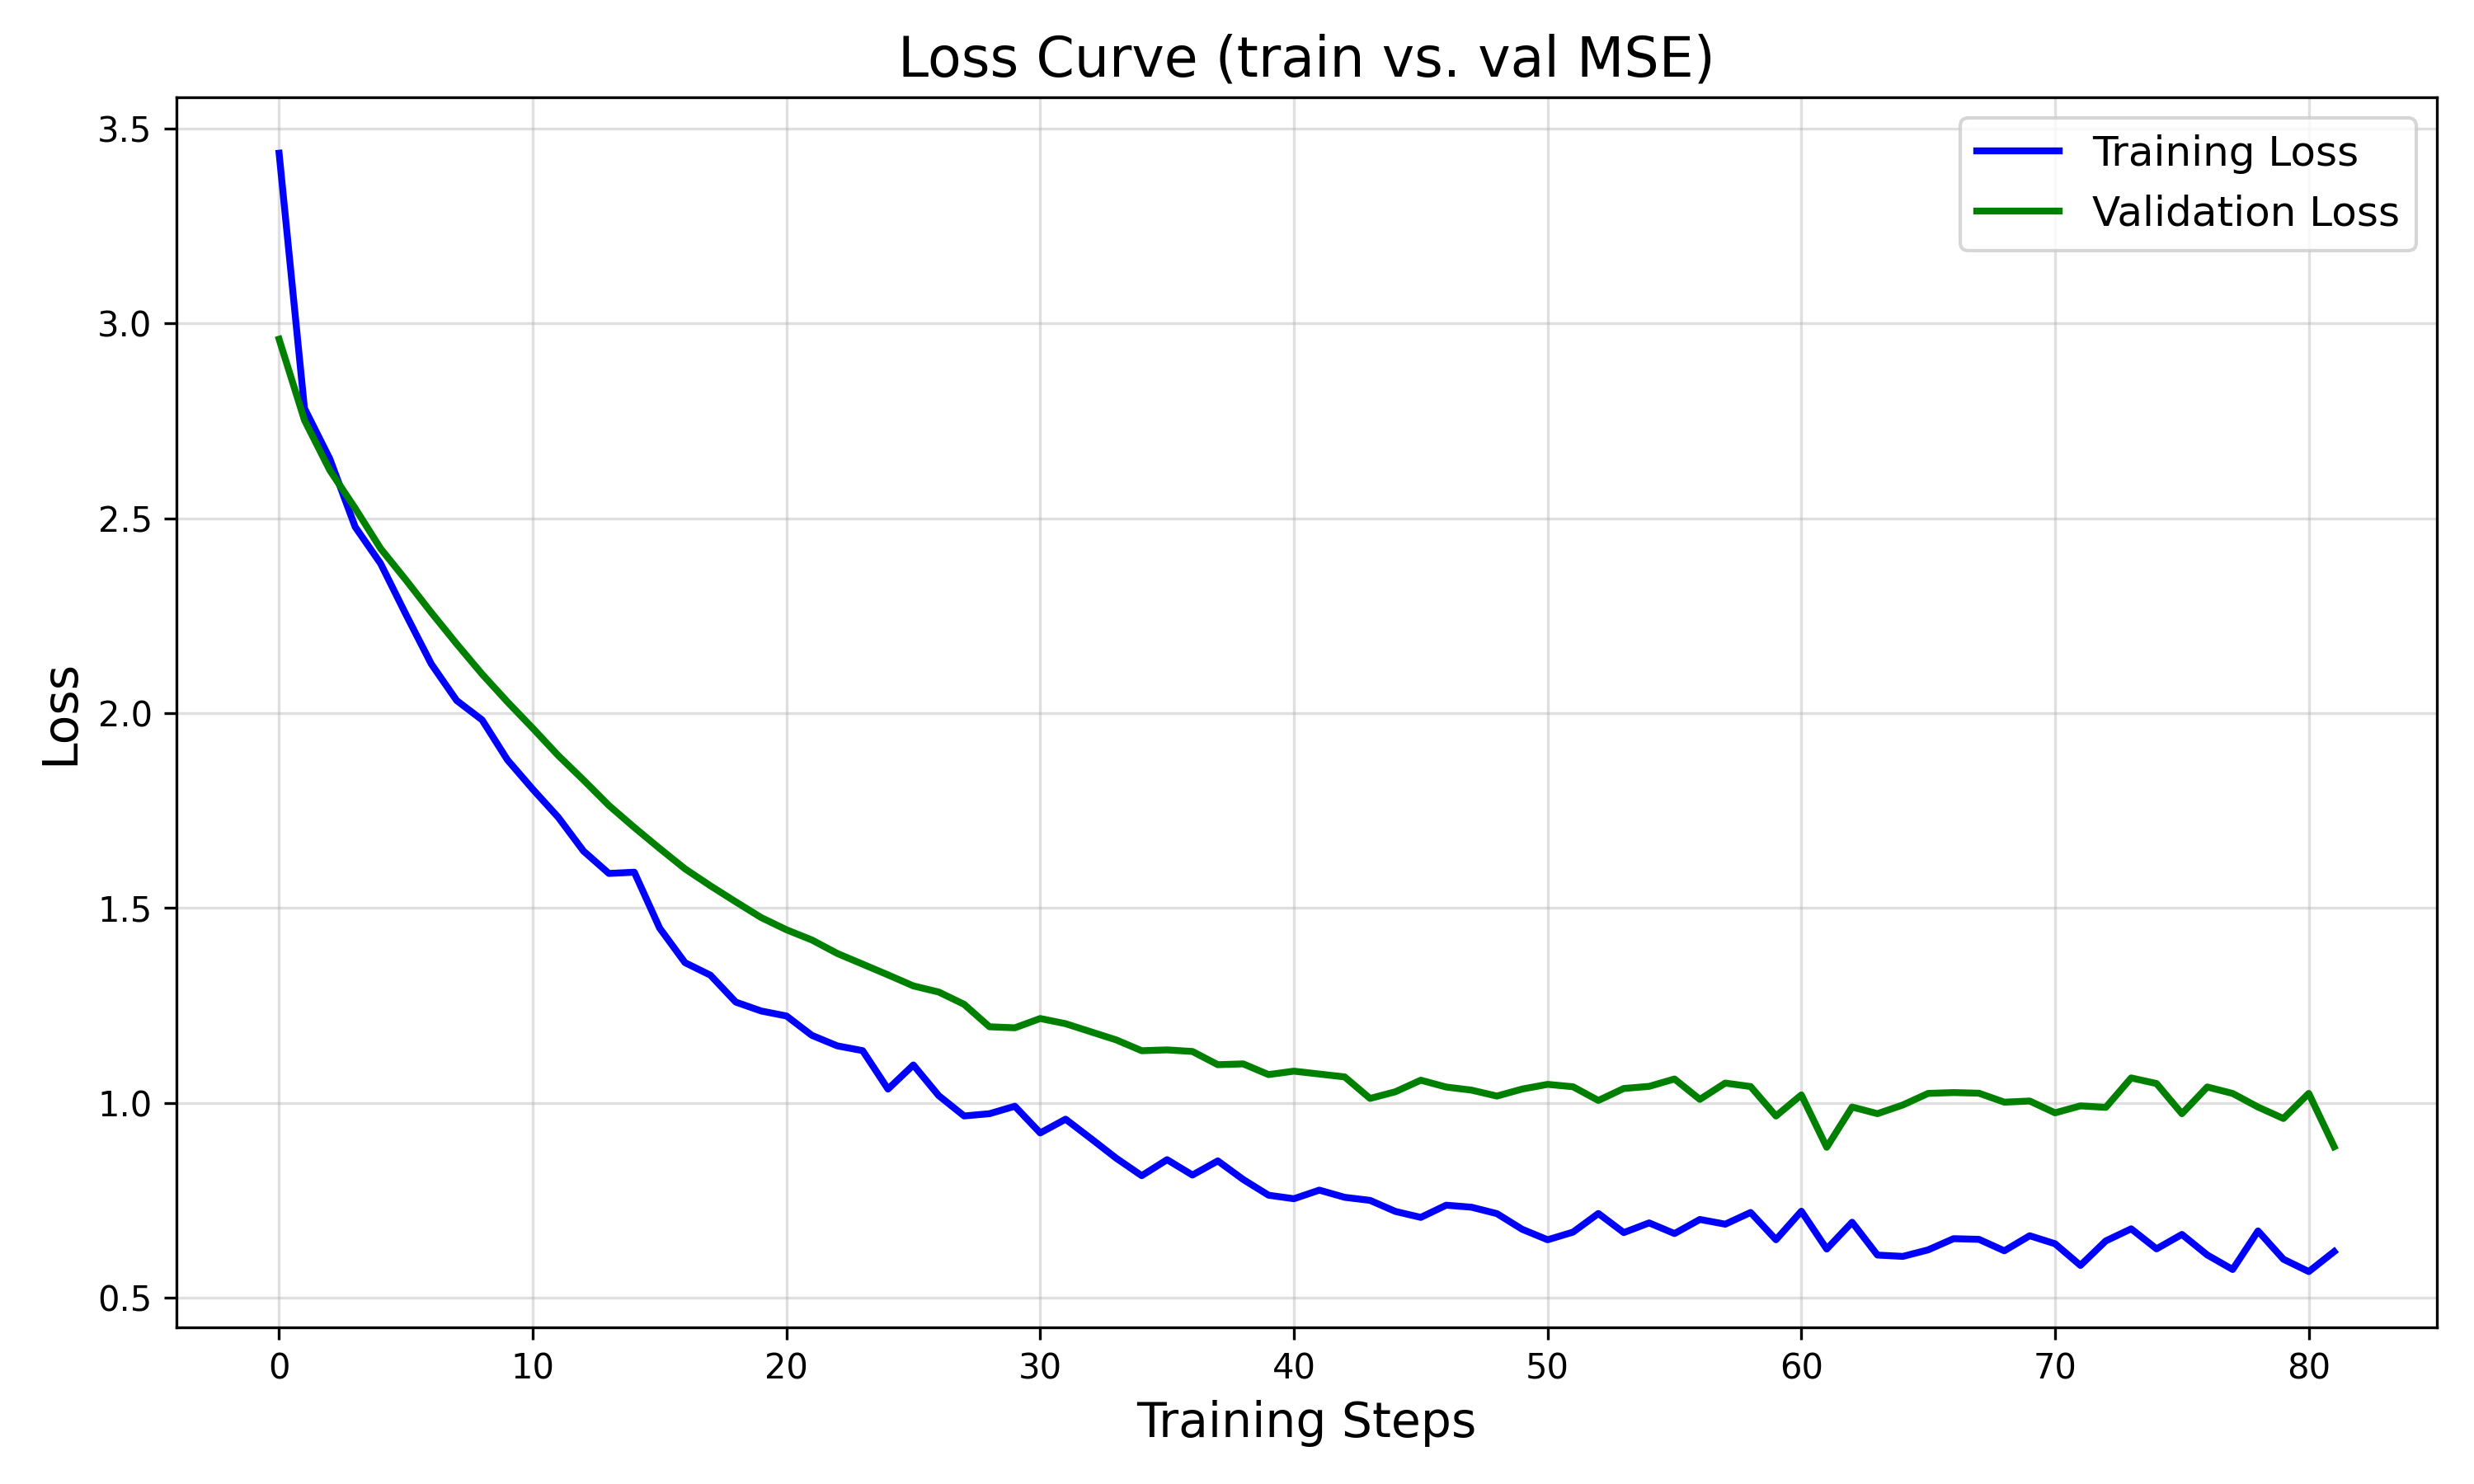 Loss Curve (train vs. val MSE)
Training Loss
Validation Loss
3.5
3.0
2.5
2.0
1.5
1.0
0.5
Loss
0 10 20 30 40 50 60 70 80
Training Steps